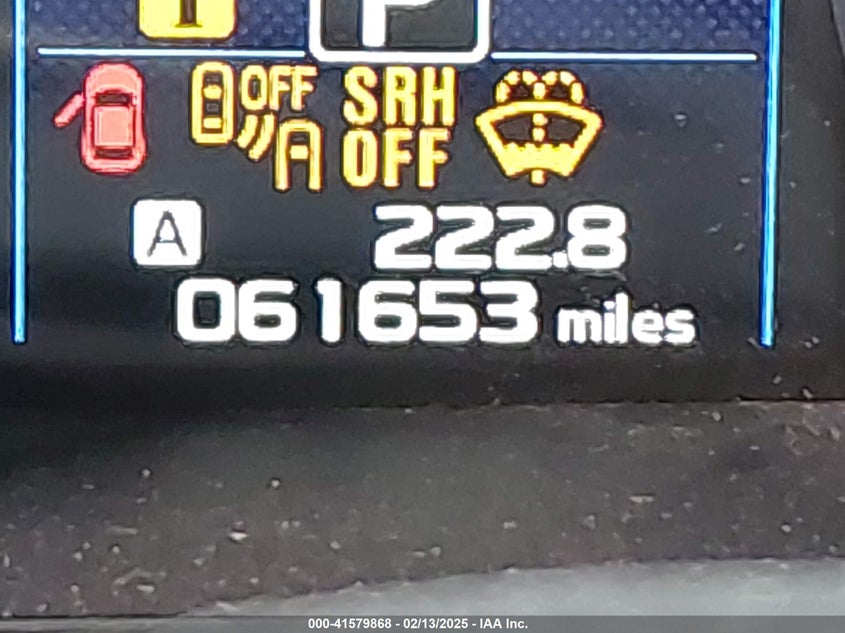 P
OFF SRH
OFF
A 222.8
061653 miles
000-41579868 - 02/13/2025 - IAA Inc.